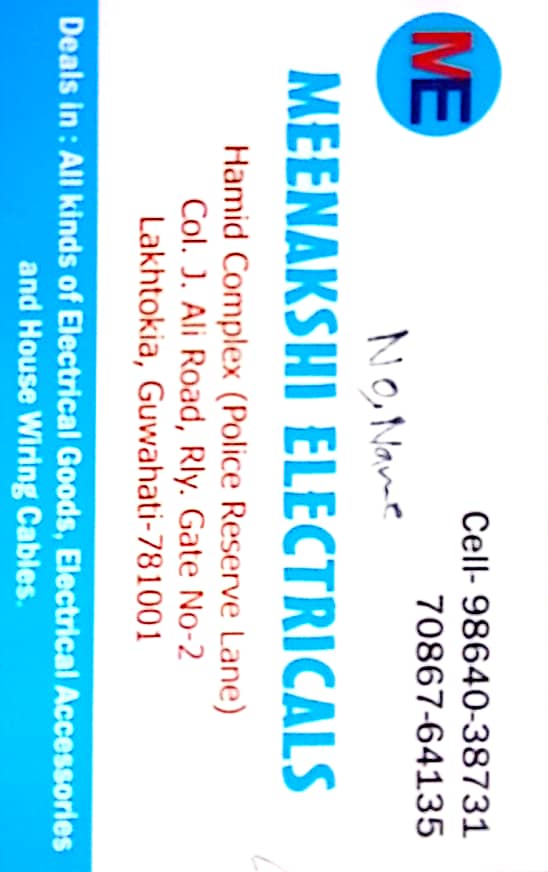 ME
Cell- 98640-38731
70867-64135
No, Name
MEENAKSHI ELECTRICALS
Hamid Complex (Police Reserve Lane)
Col. J. Ali Road, Rly. Gate No-2
Lakhtokia, Guwahati-781001
Deals in : All kinds of Electrical Goods, Electrical Accessories
and House Wiring Cables.